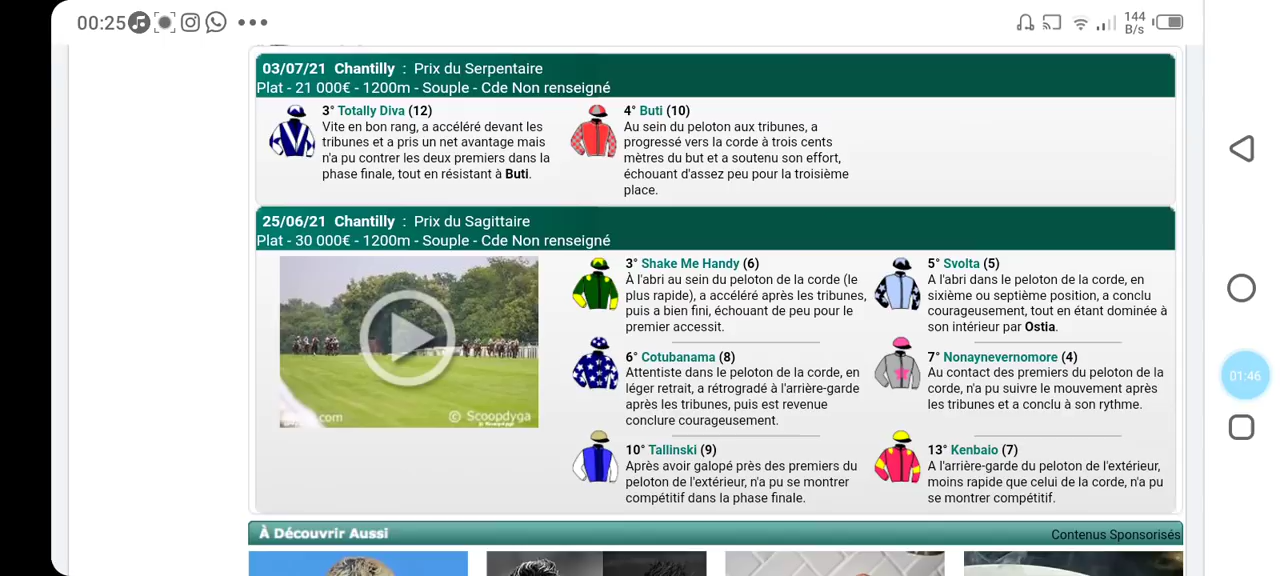 00:25
144
B/s
03/07/21 Chantilly : Prix du Serpentaire
Plat - 21 000€ - 1200m - Souple - Cde Non renseigné
3° Totally Diva (12)
Vite en bon rang, a accéléré devant les
tribunes et a pris un net avantage mais
n'a pu contrer les deux premiers dans la
phase finale, tout en résistant à Buti.
4° Buti (10)
Au sein du peloton aux tribunes, a
progressé vers la corde à trois cents
mètres du but et a soutenu son effort,
échouant d'assez peu pour la troisième
place.
25/06/21 Chantilly : Prix du Sagittaire
Plat - 30 000€ - 1200m - Souple - Cde Non renseigné
.com
© Scoopdyga
3° Shake Me Handy (6)
À l'abri au sein du peloton de la corde (le
plus rapide), a accéléré après les tribunes,
puis a bien fini, échouant de peu pour le
premier accessit.
5° Svolta (5)
A l'abri dans le peloton de la corde, en
sixième ou septième position, a conclu
courageusement, tout en étant dominée à
son intérieur par Ostia.
6° Cotubanama (8)
Attentiste dans le peloton de la corde, en
léger retrait, a rétrogradé à l'arrière-garde
après les tribunes, puis est revenue
conclure courageusement.
7° Nonaynevernomore (4)
Au contact des premiers du peloton de la
corde, n'a pu suivre le mouvement après
les tribunes et a conclu à son rythme.
10° Tallinski (9)
Après avoir galopé près des premiers du
peloton de l'extérieur, n'a pu se montrer
compétitif dans la phase finale.
13° Kenbaio (7)
A l'arrière-garde du peloton de l'extérieur,
moins rapide que celui de la corde, n'a pu
se montrer compétitif.
01:46
À Découvrir Aussi
Contenus Sponsorisés